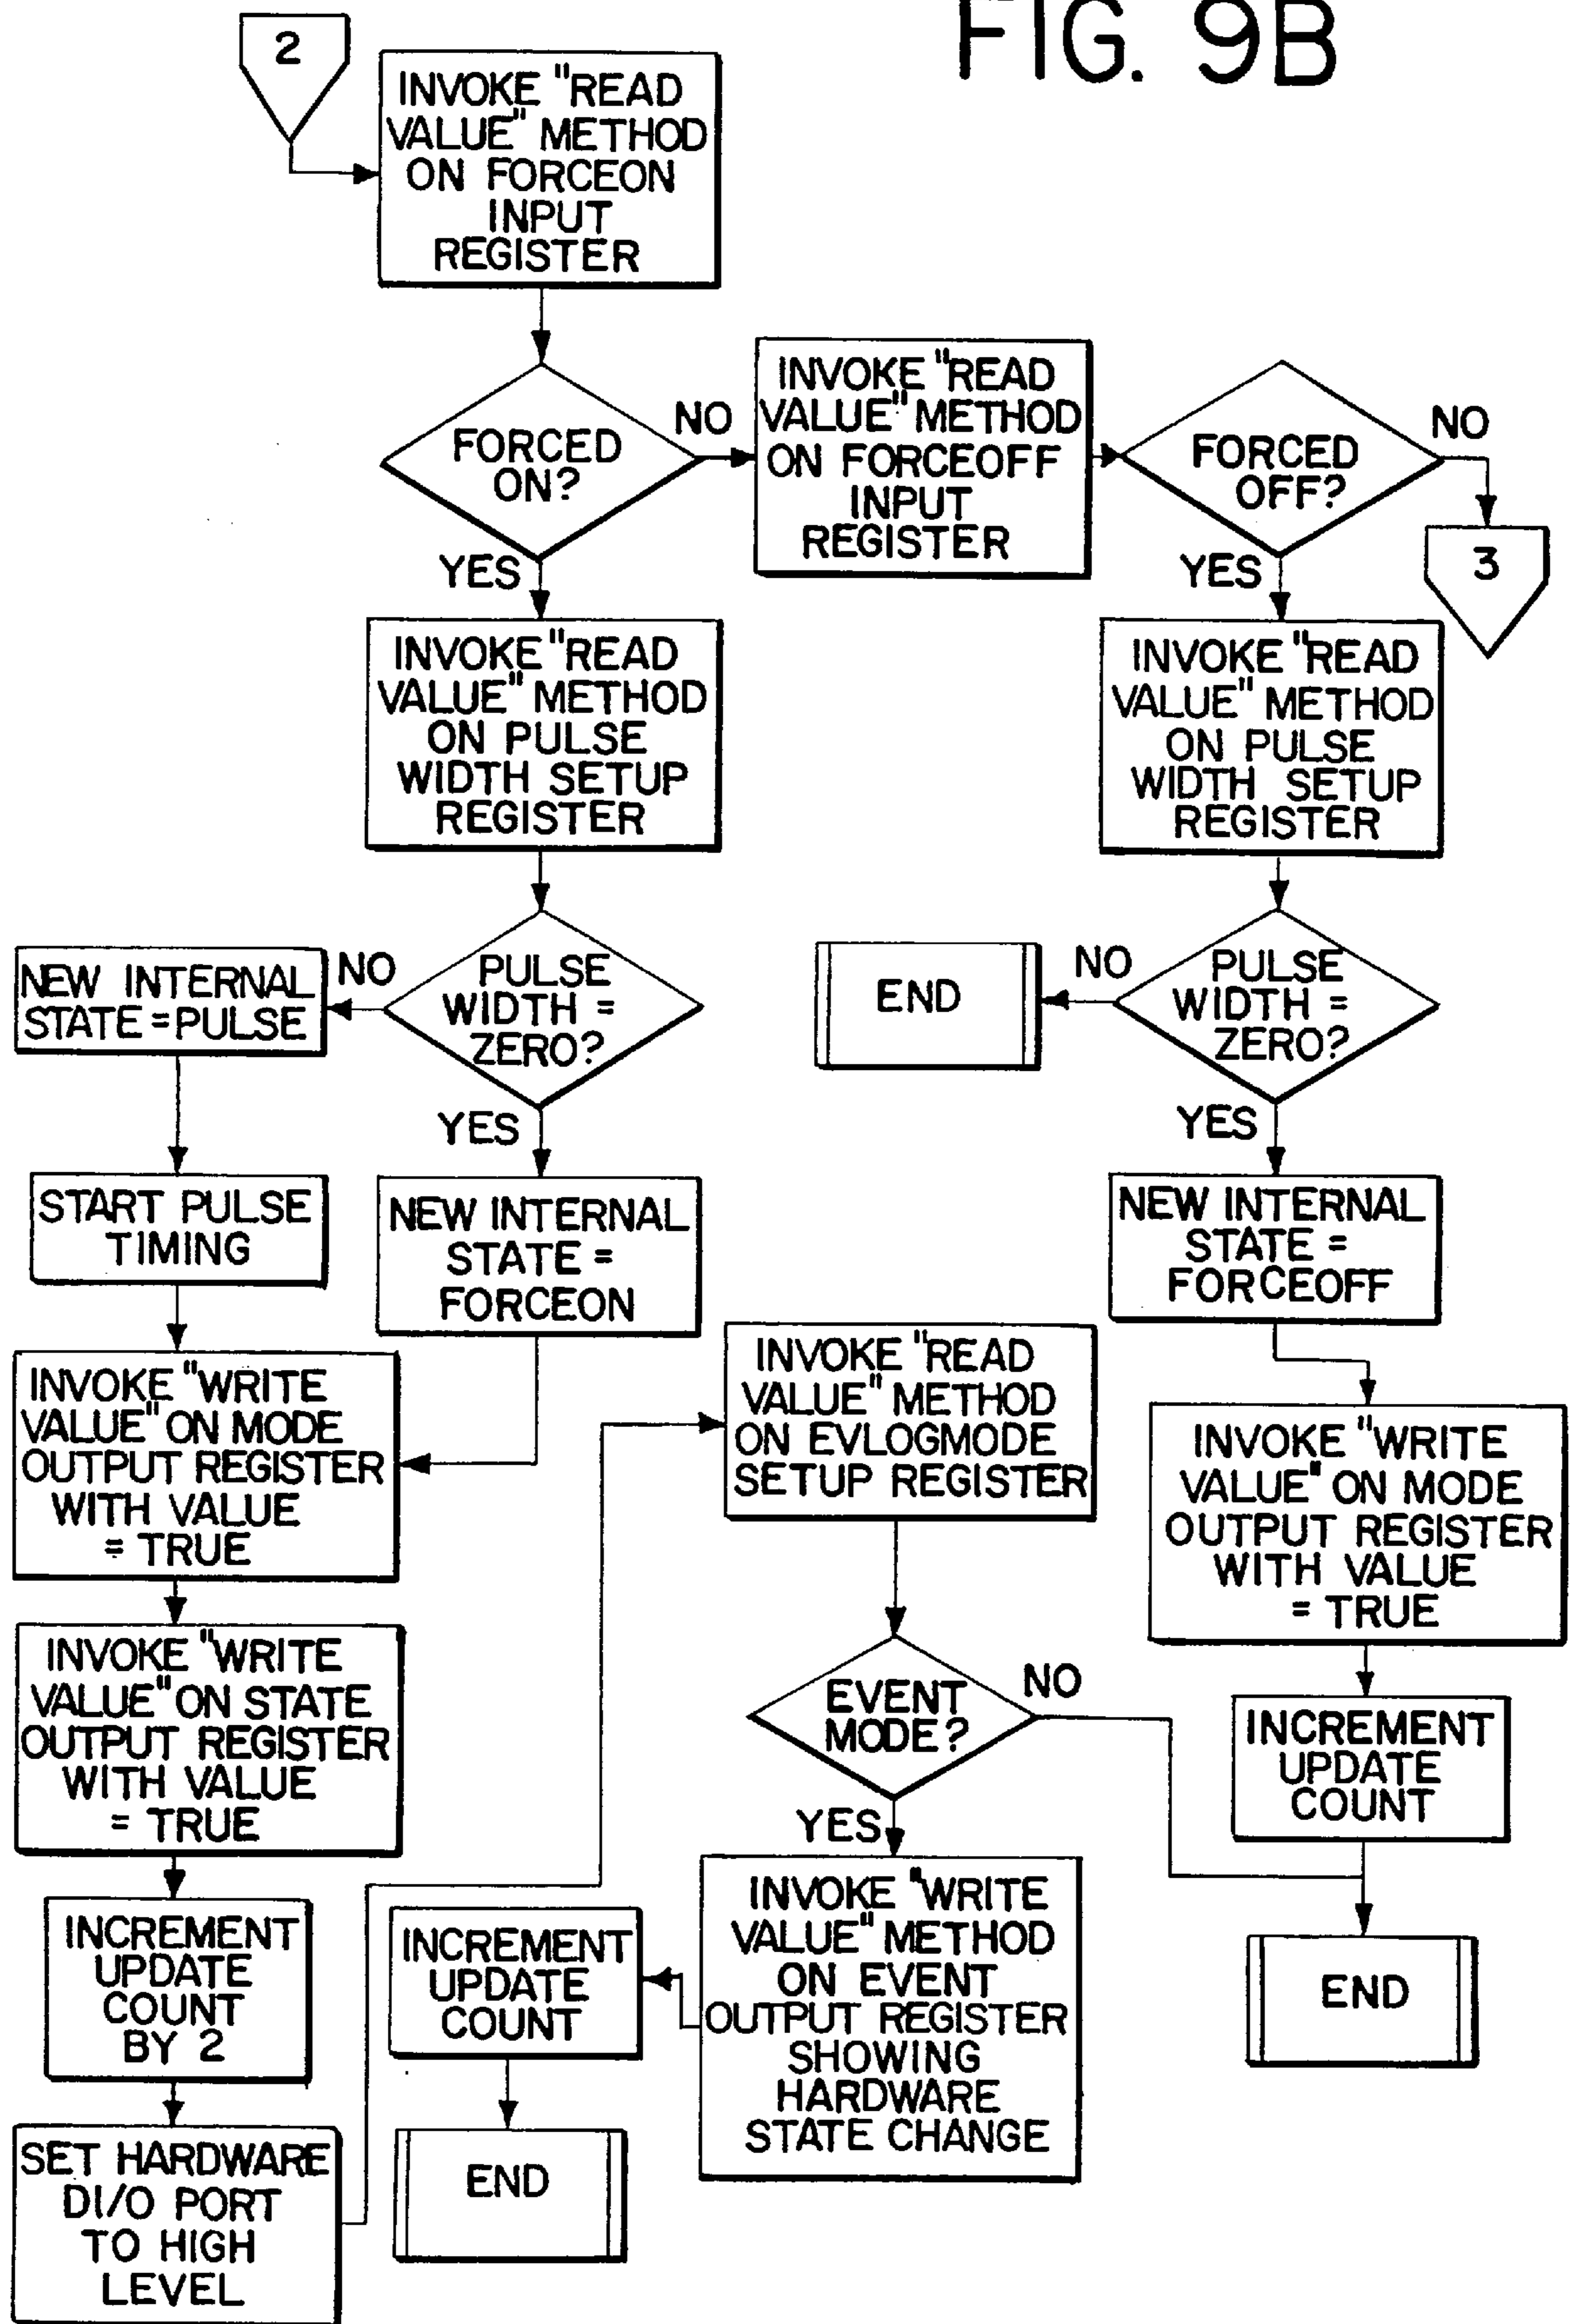 FIG. 9B
2
INVOKE "READ
VALUE" METHOD
ON FORCEON
INPUT
REGISTER
FORCED
ON?
NO
YES
INVOKE "READ
VALUE" METHOD
ON FORCEOFF
INPUT
REGISTER
FORCED
OFF?
NO
3
YES
INVOKE "READ
VALUE" METHOD
ON PULSE
WIDTH SETUP
REGISTER
INVOKE "READ
VALUE" METHOD
ON PULSE
WIDTH SETUP
REGISTER
PULSE
WIDTH =
ZERO?
NO
YES
NEW INTERNAL
STATE = PULSE
START PULSE
TIMING
NEW INTERNAL
STATE =
FORCEON
PULSE
WIDTH =
ZERO?
NO
END
YES
NEW INTERNAL
STATE =
FORCEOFF
INVOKE "WRITE
VALUE" ON MODE
OUTPUT REGISTER
WITH VALUE
= TRUE
INVOKE "READ
VALUE" METHOD
ON EVLOGMODE
SETUP REGISTER
INVOKE "WRITE
VALUE" ON MODE
OUTPUT REGISTER
WITH VALUE
= TRUE
INVOKE "WRITE
VALUE" ON STATE
OUTPUT REGISTER
WITH VALUE
= TRUE
EVENT
MODE?
NO
YES
INCREMENT
UPDATE
COUNT
INCREMENT
UPDATE
COUNT
BY 2
INCREMENT
UPDATE
COUNT
INVOKE "WRITE
VALUE" METHOD
ON EVENT
OUTPUT REGISTER
SHOWING
HARDWARE
STATE CHANGE
END
SET HARDWARE
DI/O PORT
TO HIGH
LEVEL
END